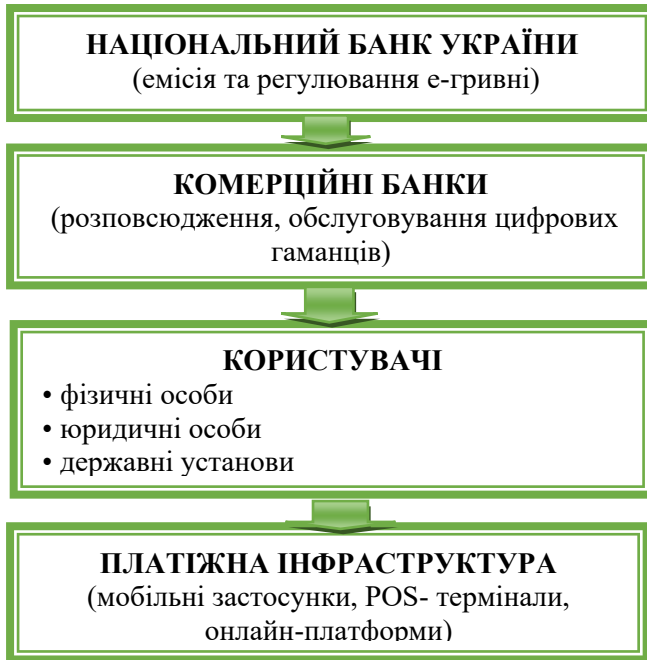 НАЦІОНАЛЬНИЙ БАНК УКРАЇНИ
(емісія та регулювання е-гривні)
КОМЕРЦІЙНІ БАНКИ
(розповсюдження, обслуговування цифрових
гаманців)
КОРИСТУВАЧІ
• фізичні особи
• юридичні особи
• державні установи
ПЛАТІЖНА ІНФРАСТРУКТУРА
(мобільні застосунки, POS- термінали,
онлайн-платформи)